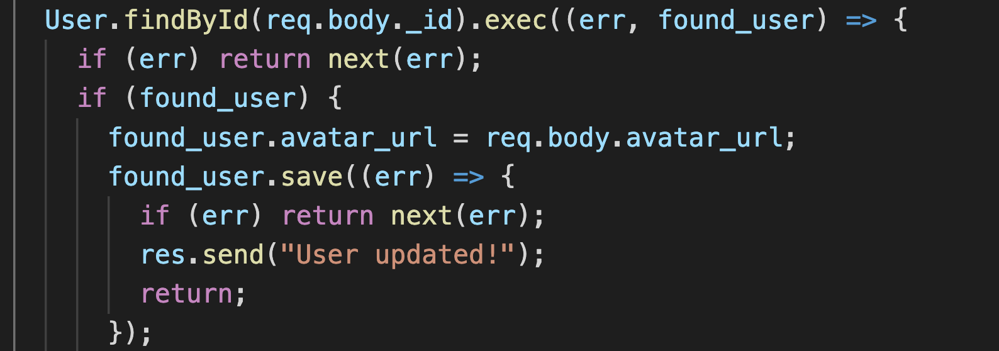 User.findById(req.body._id).exec((err, found_user) => {
if (err) return next(err);
if (found_user) {
found_user.avatar_url = req.body.avatar_url;
found_user.save((err) => {
if (err) return next(err);
res.send("User updated!");
return;
});